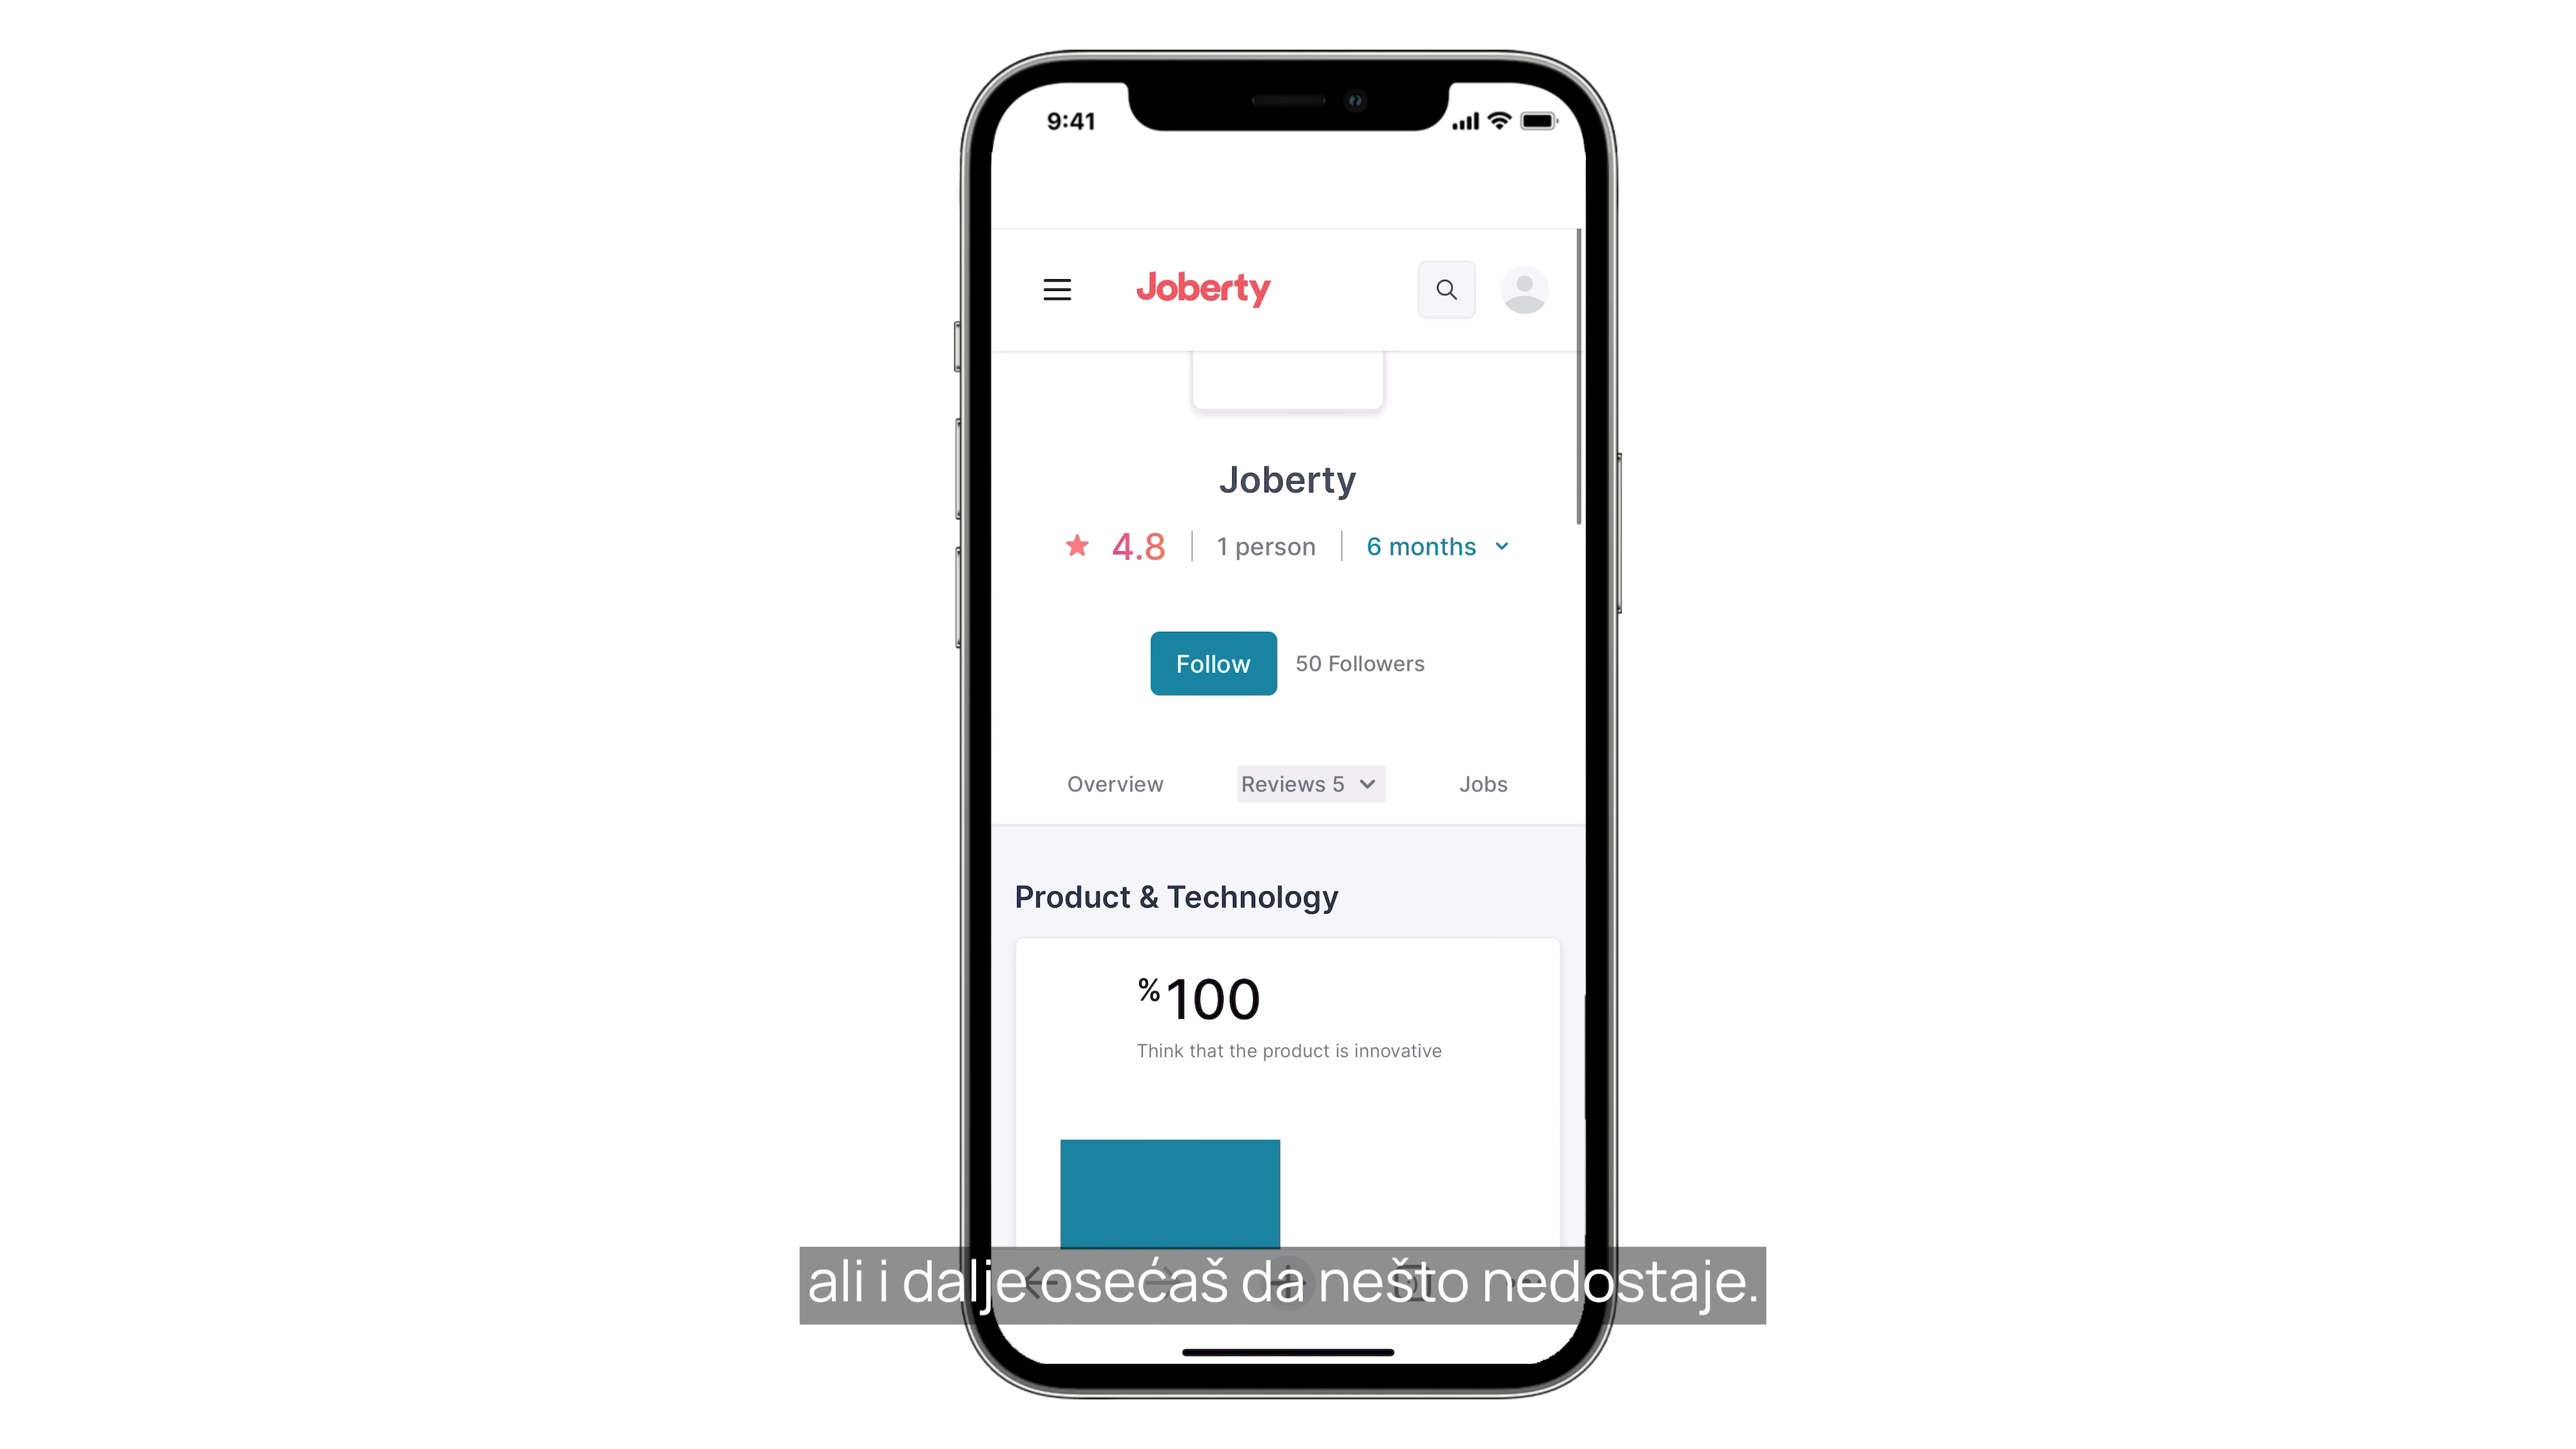 9:41
Joberty
Joberty
4.8 | 1 person | 6 months
Follow 50 Followers
Overview Reviews 5 Jobs
Product & Technology
%100
Think that the product is innovative
ali i dalje osećaš da nešto nedostaje.